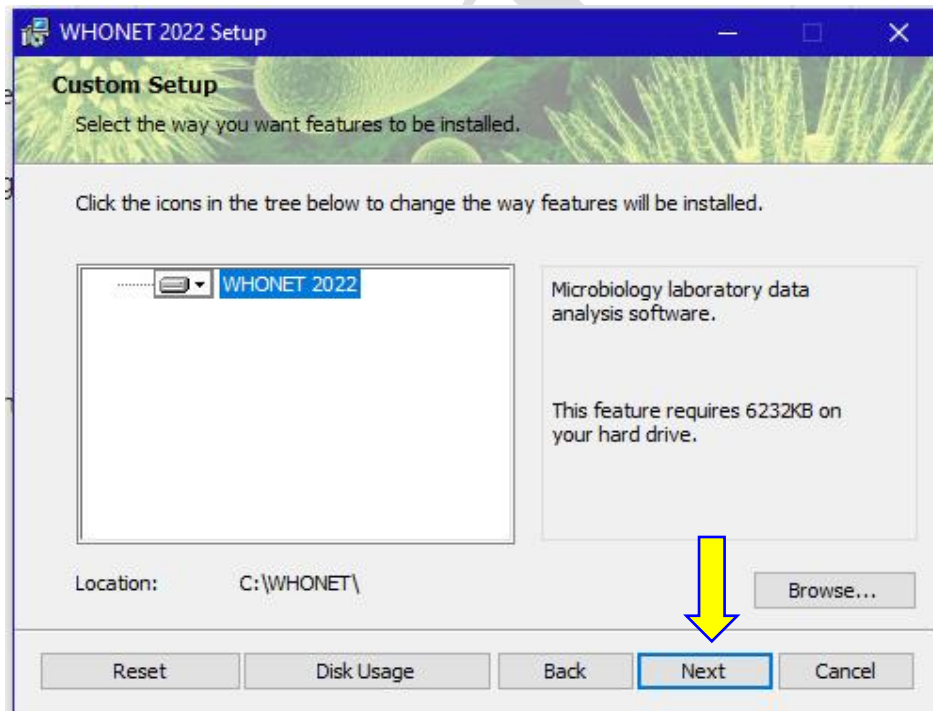 WHONET 2022 Setup
Custom Setup
Select the way you want features to be installed.
Click the icons in the tree below to change the way features will be installed.
WHONET 2022
Microbiology laboratory data
analysis software.
This feature requires 6232KB on
your hard drive.
Location: C:\WHONET\
Browse...
Reset Disk Usage Back Next Cancel